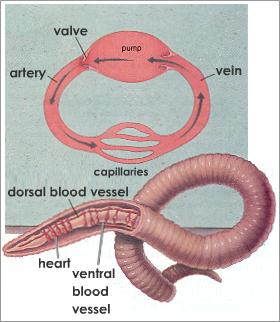 valve
pump
artery
vein
capillaries
dorsal blood vessel
heart
ventral
blood
vessel